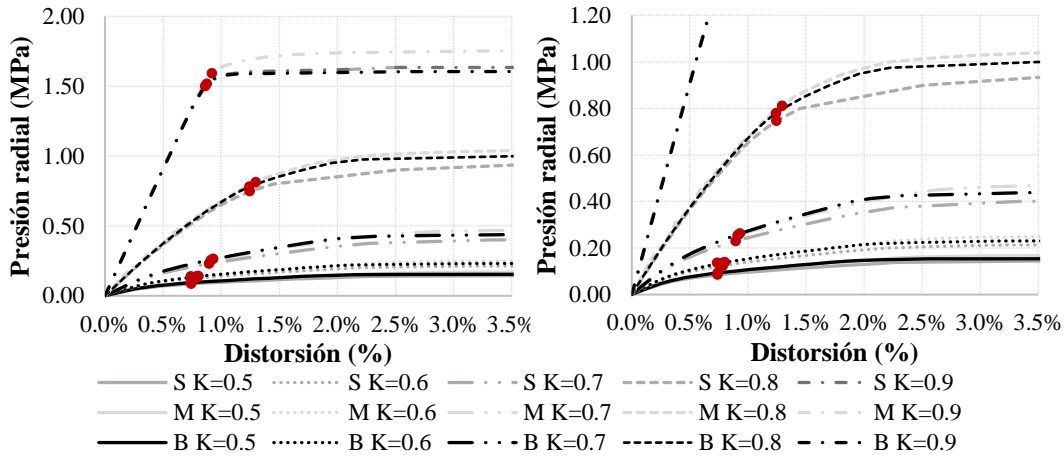 2.00
1.50
1.00
0.50
0.00
Presión radial (MPa)
0.0% 0.5% 1.0% 1.5% 2.0% 2.5% 3.0% 3.5%
Distorsión (%)
1.20
1.00
0.80
0.60
0.40
0.20
0.00
Presión radial (MPa)
0.0% 0.5% 1.0% 1.5% 2.0% 2.5% 3.0% 3.5%
Distorsión (%)
S K=0.5 S K=0.6 S K=0.7 S K=0.8 S K=0.9
M K=0.5 M K=0.6 M K=0.7 M K=0.8 M K=0.9
B K=0.5 B K=0.6 B K=0.7 B K=0.8 B K=0.9